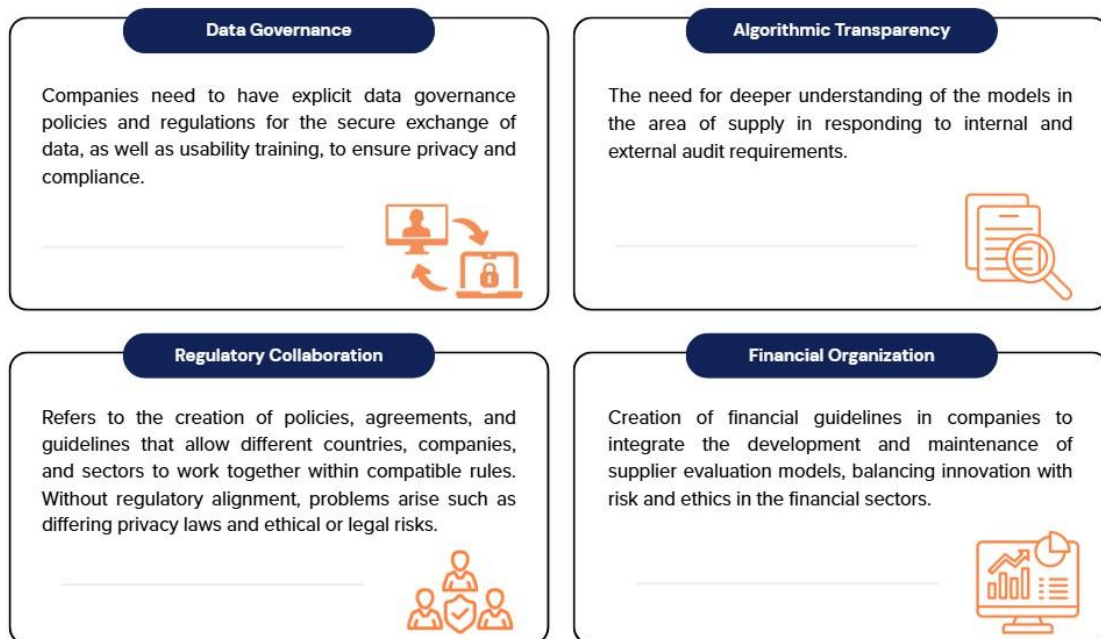 Data Governance
Companies need to have explicit data governance
policies and regulations for the secure exchange of
data, as well as usability training, to ensure privacy and
compliance.
Algorithmic Transparency
The need for deeper understanding of the models in
the area of supply in responding to internal and
external audit requirements.
Regulatory Collaboration
Refers to the creation of policies, agreements, and
guidelines that allow different countries, companies,
and sectors to work together within compatible rules.
Without regulatory alignment, problems arise such as
differing privacy laws and ethical or legal risks.
Financial Organization
Creation of financial guidelines in companies to
integrate the development and maintenance of
supplier evaluation models, balancing innovation with
risk and ethics in the financial sectors.